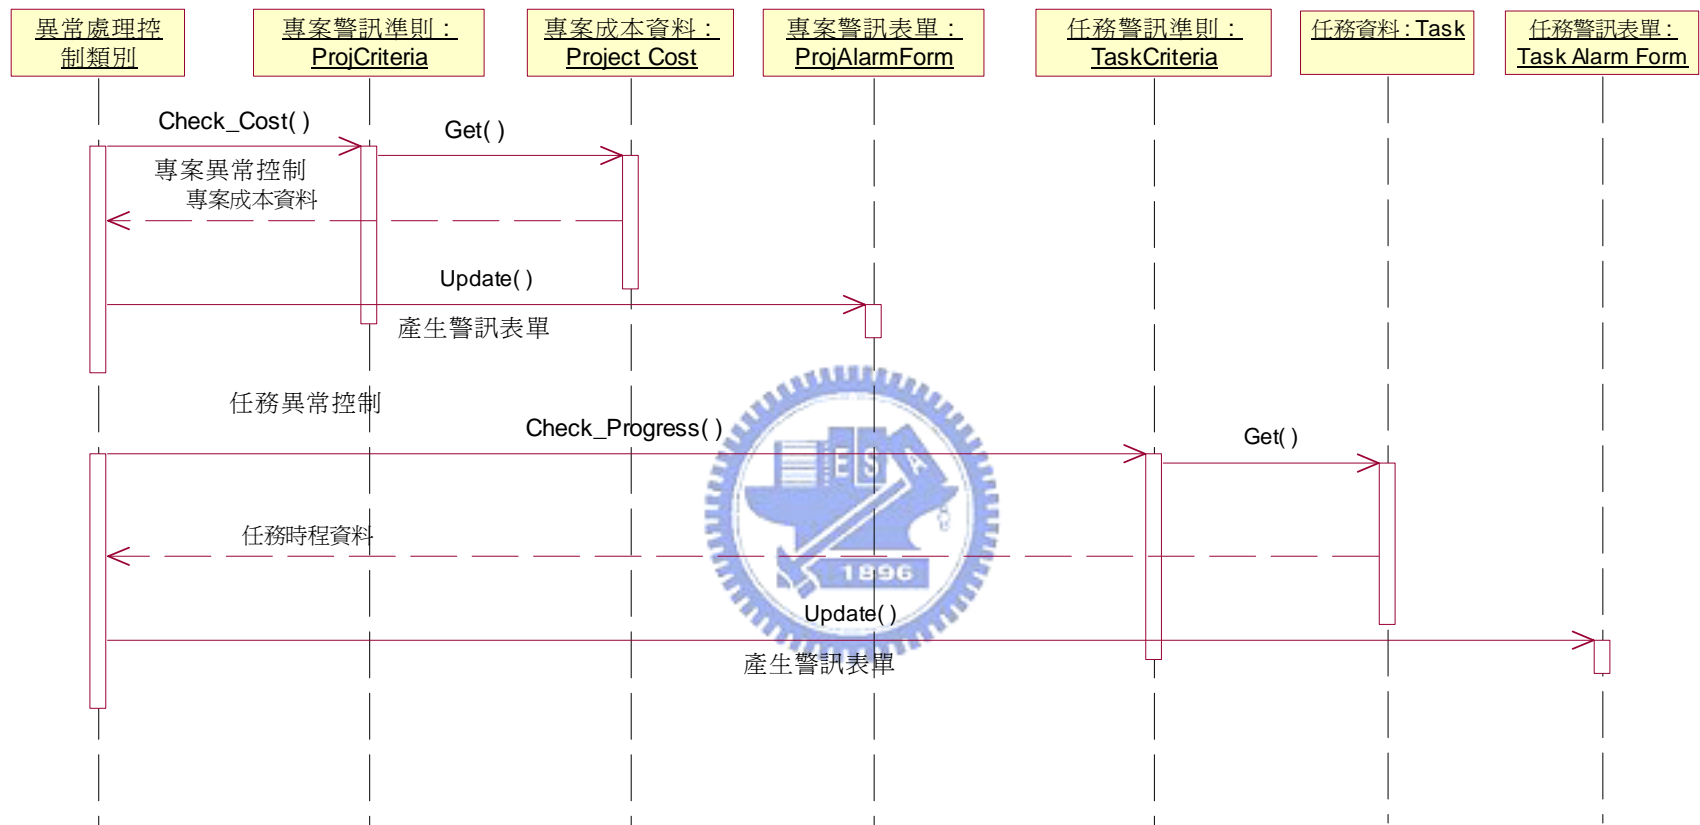 異常處理控
制類別
專案警訊準則：
ProjCriteria
專案成本資料：
Project Cost
專案警訊表單：
ProjAlarmForm
任務警訊準則：
TaskCriteria
任務資料 : Task
任務警訊表單：
Task Alarm Form
Check_Cost( )
Get( )
專案異常控制
專案成本資料
Update( )
產生警訊表單
任務異常控制
Check_Progress( )
Get( )
E S A
任務時程資料
1896
Update( )
產生警訊表單